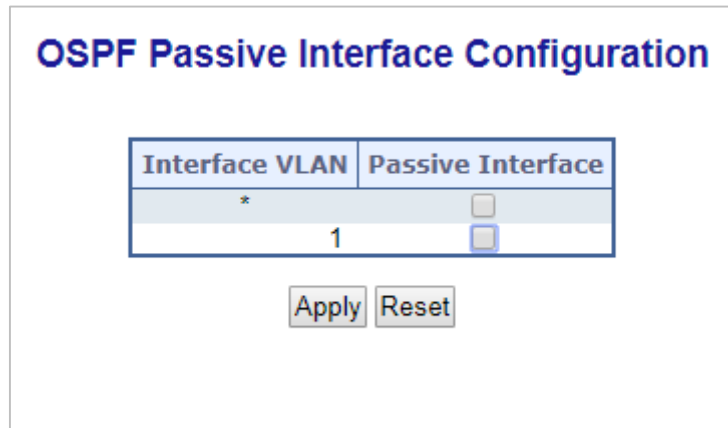 OSPF Passive Interface Configuration
Interface VLAN Passive Interface
*
1
Apply Reset